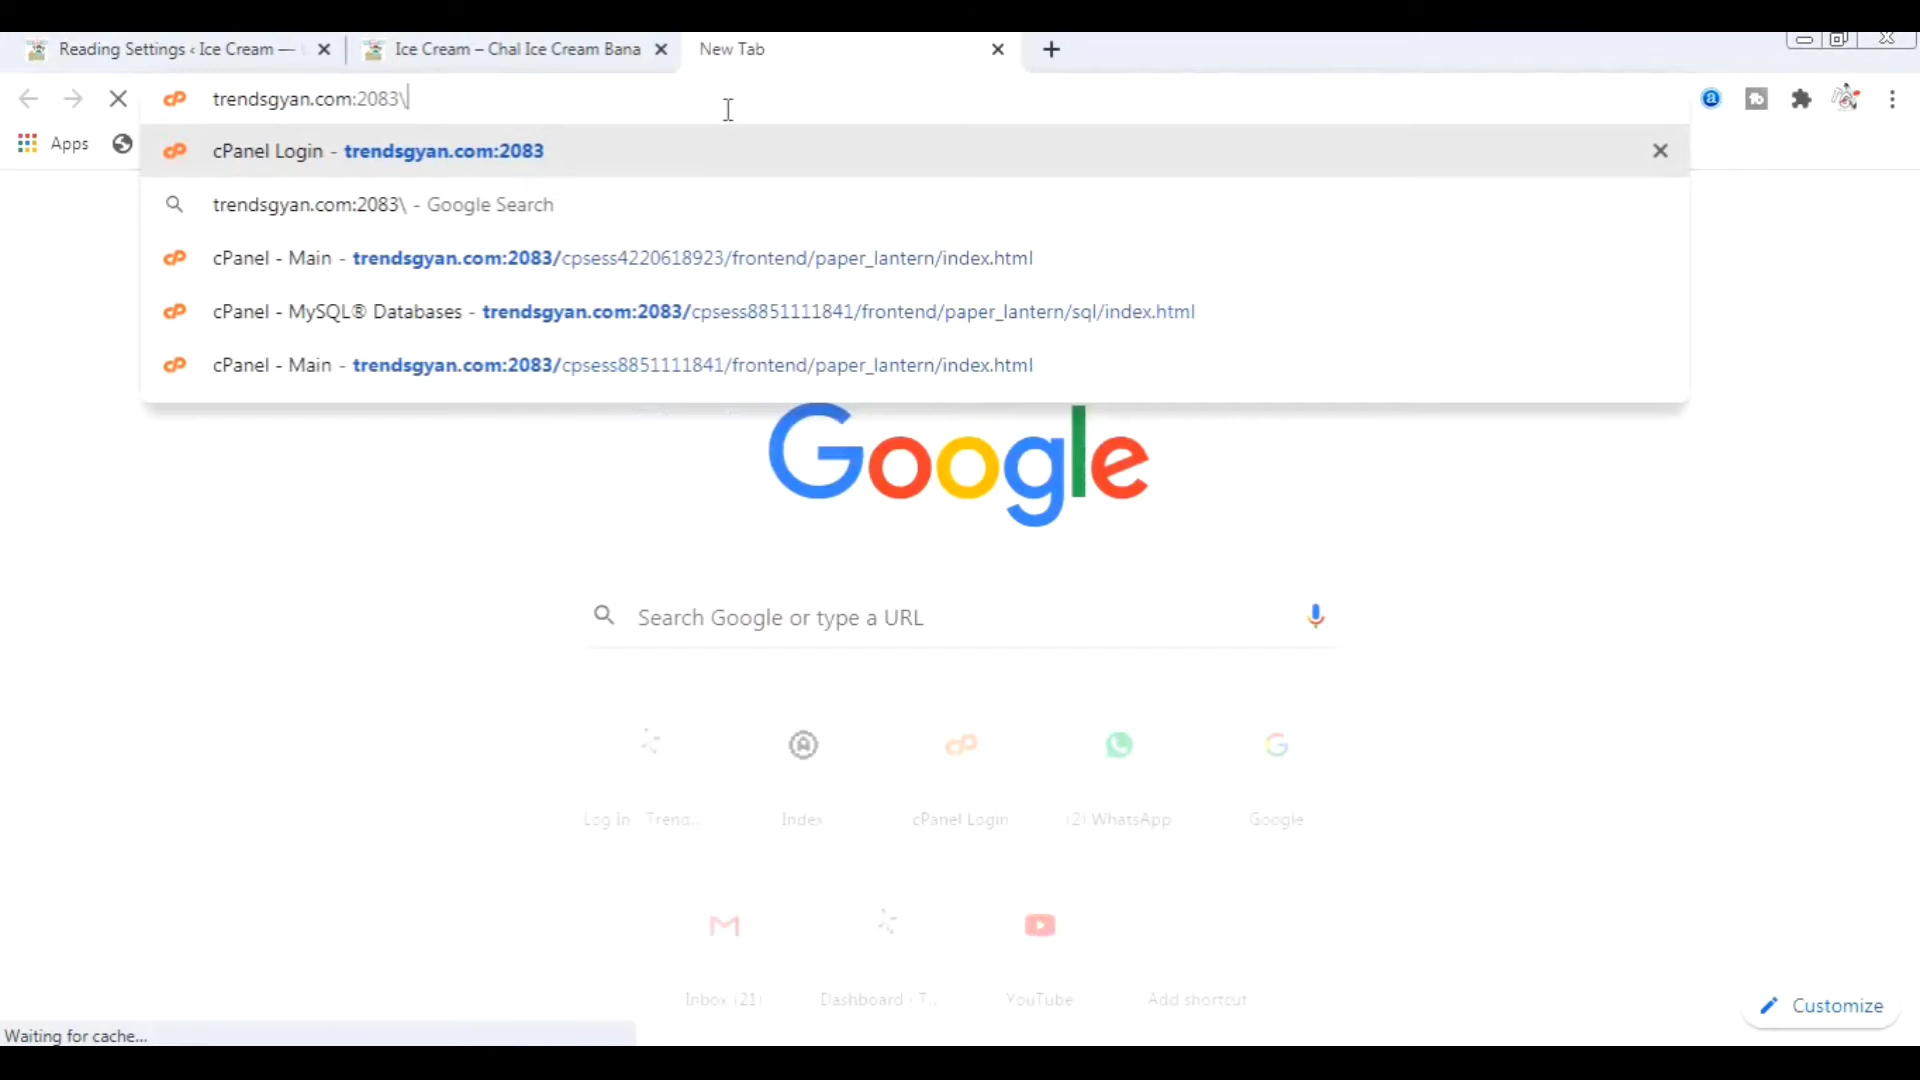 Reading Settings ‹ Ice Cream —
Ice Cream – Chal Ice Cream Bana
New Tab
trendsgyan.com:2083\
Apps
cPanel Login - trendsgyan.com:2083
trendsgyan.com:2083\ - Google Search
cPanel - Main - trendsgyan.com:2083/cpsess4220618923/frontend/paper_lantern/index.html
cPanel - MySQL® Databases - trendsgyan.com:2083/cpsess8851111841/frontend/paper_lantern/sql/index.html
cPanel - Main - trendsgyan.com:2083/cpsess8851111841/frontend/paper_lantern/index.html
Google
Search Google or type a URL
Log In Trend...
Index
cPanel Login
(2) WhatsApp
Google
Inbox (21)
Dashboard ‹ T...
YouTube
Add shortcut
Customize
Waiting for cache...